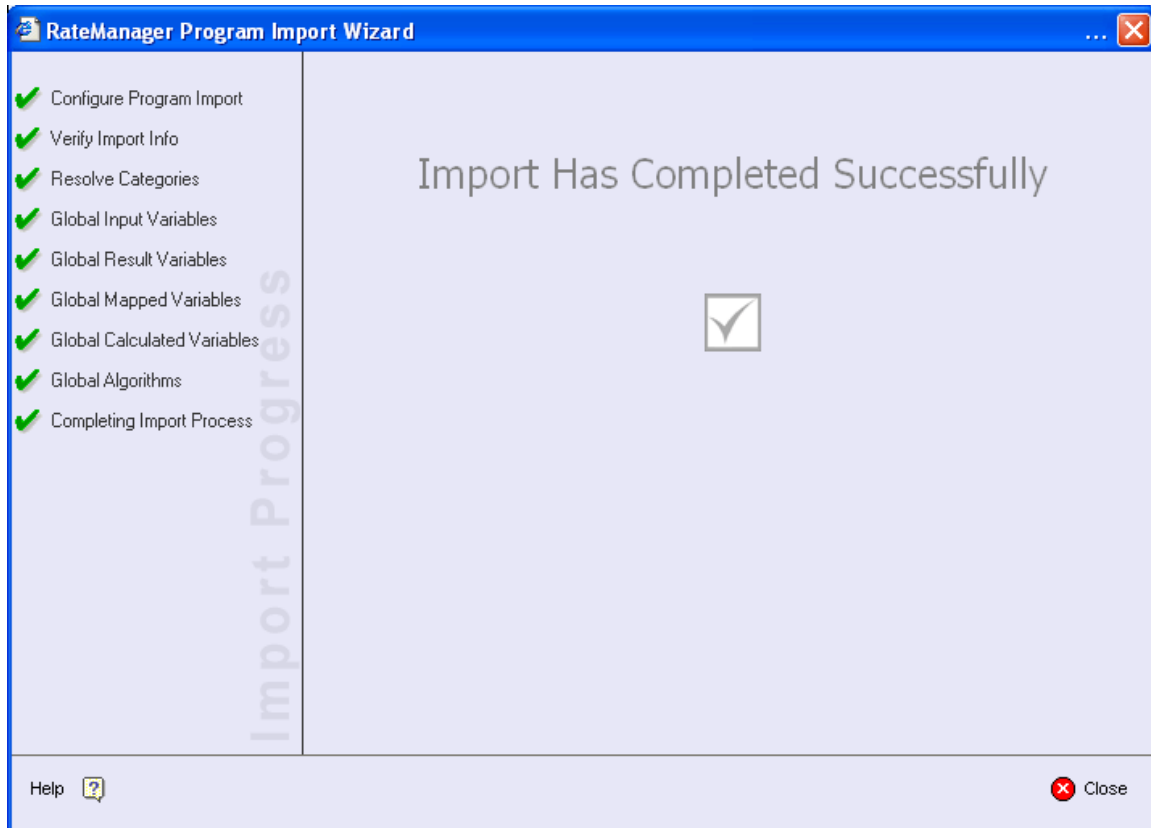 RateManager Program Import Wizard
...
Configure Program Import
Verify Import Info
Resolve Categories
Global Input Variables
Global Result Variables
Global Mapped Variables
Global Calculated Variables
Global Algorithms
Completing Import Process
Import Progress
Import Has Completed Successfully
Help ?
Close